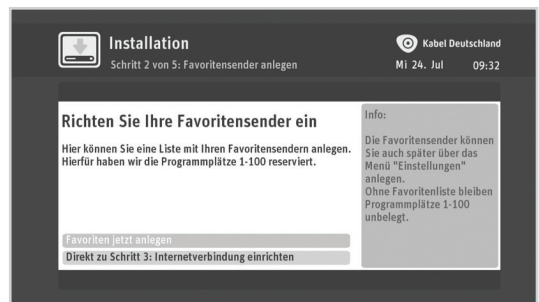 Installation
Schritt 2 von 5: Favoritensender anlegen
Kabel Deutschland
Mi 24. Jul 09:32
Richten Sie Ihre Favoritensender ein
Hier können Sie eine Liste mit Ihren Favoritensendern anlegen.
Hierfür haben wir die Programmplätze 1-100 reserviert.
Favoriten jetzt anlegen
Direkt zu Schritt 3: Internetverbindung einrichten
Info:
Die Favoritensender können
Sie auch später über das
Menü "Einstellungen"
anlegen.
Ohne Favoritenliste bleiben
Programmplätze 1-100
unbelegt.